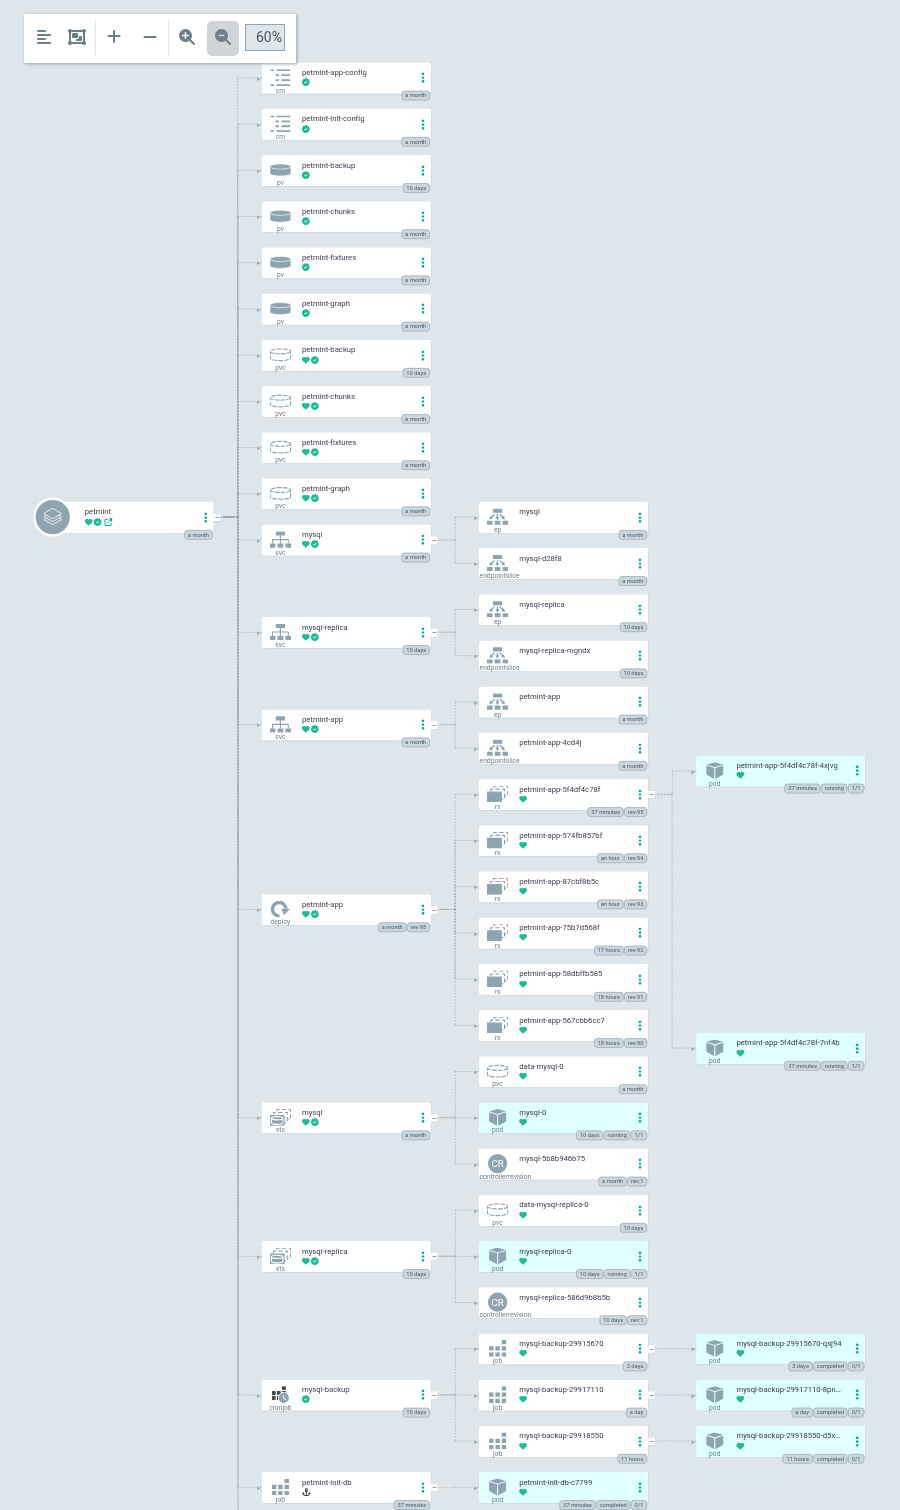 60%
petmint-app-config
cm
a month
petmint-init-config
cm
a month
petmint-backup
pv
10 days
petmint-chunks
pv
a month
petmint-fixtures
pv
a month
petmint-graph
pv
a month
petmint-backup
pvc
10 days
petmint-chunks
pvc
a month
petmint-fixtures
pvc
a month
petmint-graph
pvc
a month
petmint
a month
mysql
svc
a month
mysql
ep
a month
mysql-d28f8
endpointslice
a month
mysql-replica
svc
10 days
mysql-replica
ep
10 days
mysql-replica-mgndx
endpointslice
10 days
petmint-app
svc
a month
petmint-app
ep
a month
petmint-app-4cd4j
endpointslice
a month
petmint-app
deploy
a month rev:95
petmint-app-5f4df4c78f
rs
37 minutes rev:95
petmint-app-5f4df4c78f-4xjvg
pod
37 minutes running 1/1
petmint-app-574fb857bf
rs
an hour rev:94
petmint-app-87cbf8b5c
rs
an hour rev:93
petmint-app-75b7d568f
rs
17 hours rev:92
petmint-app-58dbffb585
rs
18 hours rev:91
petmint-app-567cbb6cc7
rs
18 hours rev:90
petmint-app-5f4df4c78f-7nf4b
pod
37 minutes running 1/1
mysql
sts
a month
data-mysql-0
pvc
a month
mysql-0
pod
10 days running 1/1
CR
mysql-5b8b946b75
controllerrevision
a month rev:1
mysql-replica
sts
10 days
data-mysql-replica-0
pvc
10 days
mysql-replica-0
pod
10 days running 1/1
CR
mysql-replica-586d9b8b5b
controllerrevision
10 days rev:1
mysql-backup
cronjob
10 days
mysql-backup-29915670
job
2 days
mysql-backup-29915670-qsj94
pod
2 days completed 0/1
mysql-backup-29917110
job
a day
mysql-backup-29917110-8pn...
pod
a day completed 0/1
mysql-backup-29918550
job
11 hours
mysql-backup-29918550-d5x...
pod
11 hours completed 0/1
petmint-init-db
job
37 minutes
petmint-init-db-c7799
pod
37 minutes completed 0/1